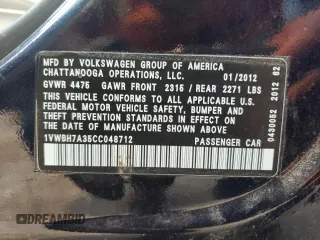 MFD. BY VOLKSWAGEN GROUP OF AMERICA
CHATTANOOGA OPERATIONS, LLC. 01/2012
GVWR 4475 GAWR FRONT 2315 / REAR 2271 LBS
THIS VEHICLE CONFORMS TO ALL APPLICABLE U.S.
FEDERAL MOTOR VEHICLE SAFETY, BUMPER, AND
THEFT PREVENTION STANDARDS IN EFFECT ON THE
DATE OF MANUFACTURE SHOWN ABOVE.
1VWBH7A35CC048712 PASSENGER CAR
0430052 2012 02